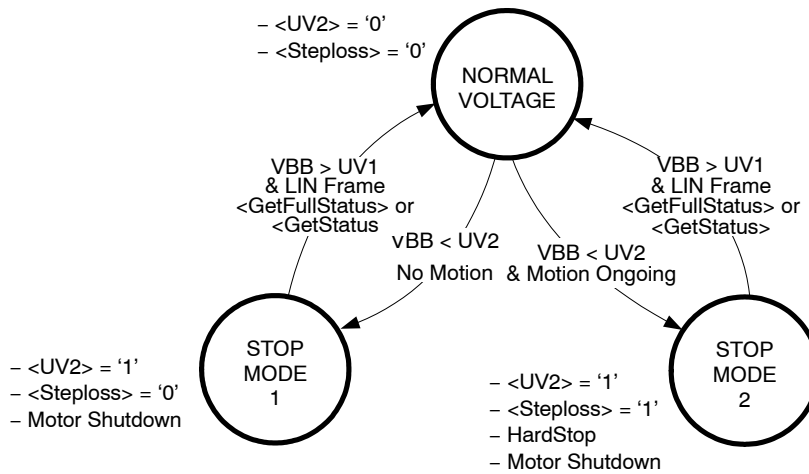 – <UV2> = ‘0’
– <Steploss> = ‘0’
NORMAL
VOLTAGE
VBB > UV1
& LIN Frame
<GetFullStatus> or
<GetStatus
vBB < UV2
No Motion
VBB < UV2
& Motion Ongoing
VBB > UV1
& LIN Frame
<GetFullStatus> or
<GetStatus>
STOP
MODE
1
– <UV2> = ‘1’
– <Steploss> = ‘0’
– Motor Shutdown
STOP
MODE
2
– <UV2> = ‘1’
– <Steploss> = ‘1’
– HardStop
– Motor Shutdown